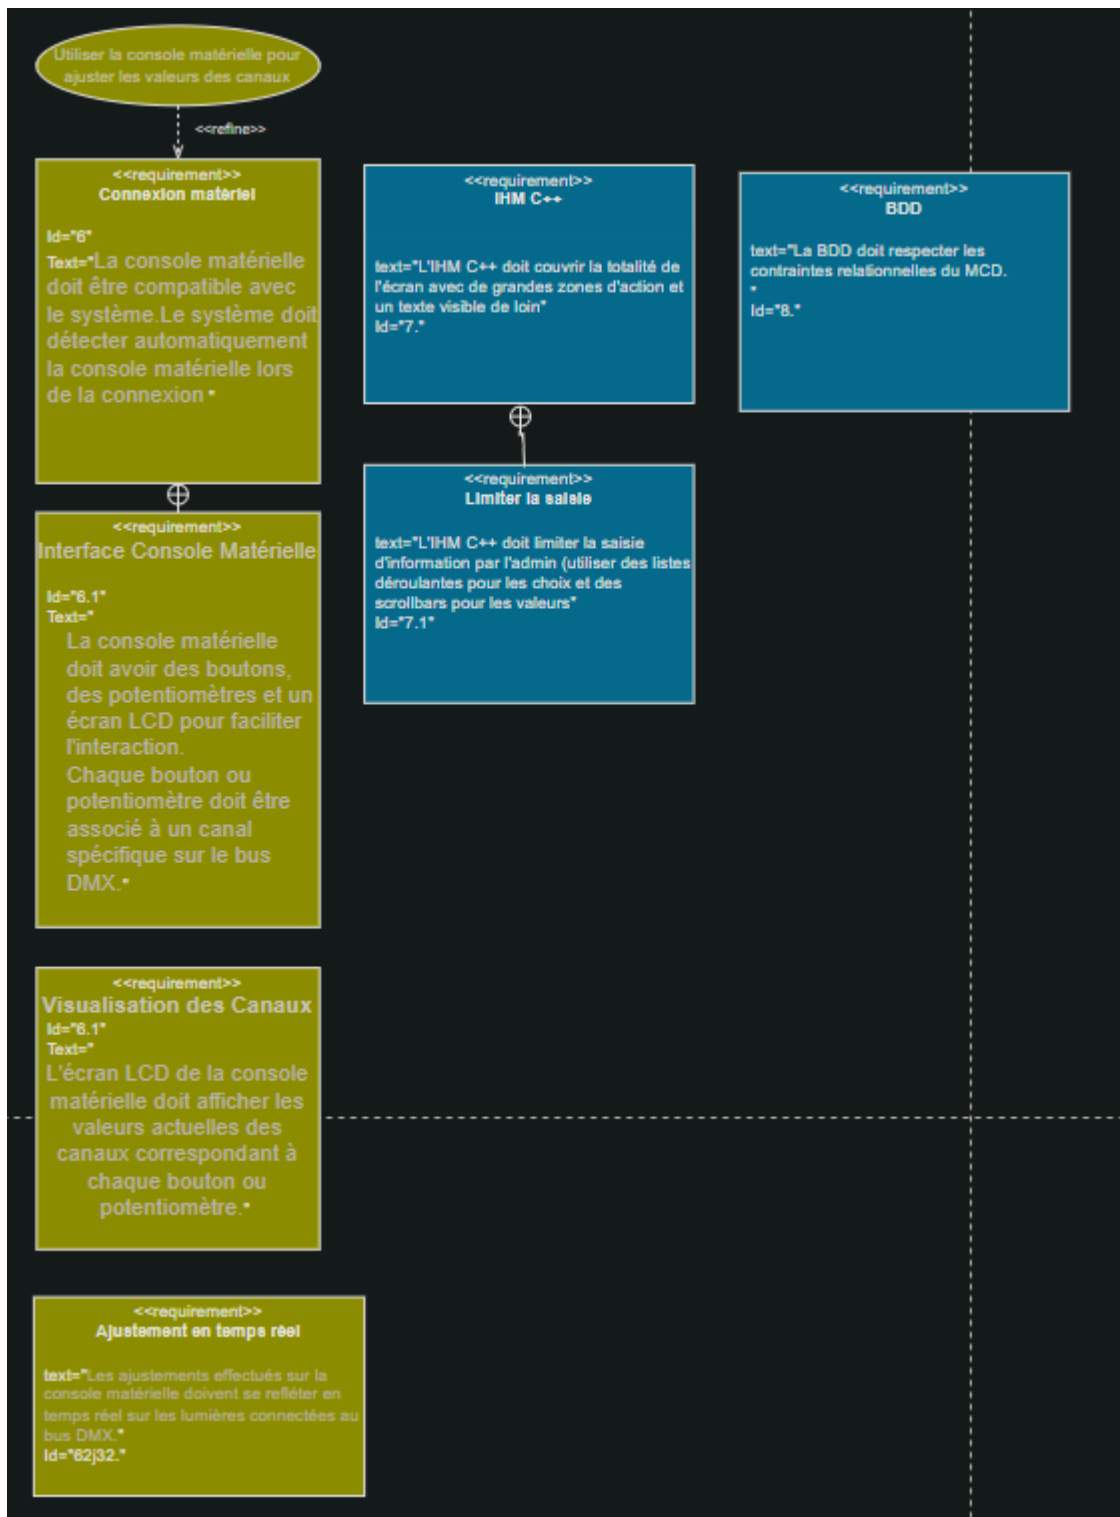 Utiliser la console matérielle pour
ajuster les valeurs des canaux
<<refine>>
<<requirement>>
Connexion matériel
Id="6"
Text="La console matérielle
doit être compatible avec
le système.Le système doit
détecter automatiquement
la console matérielle lors
de la connexion "
<<requirement>>
Interface Console Matérielle
Id="6.1"
Text="
La console matérielle
doit avoir des boutons,
des potentiomètres et un
écran LCD pour faciliter
l'interaction.
Chaque bouton ou
potentiomètre doit être
associé à un canal
spécifique sur le bus
DMX."
<<requirement>>
Visualisation des Canaux
Id="6.1"
Text="
L'écran LCD de la console
matérielle doit afficher les
valeurs actuelles des
canaux correspondant à
chaque bouton ou
potentiomètre."
<<requirement>>
Ajustement en temps réel
text="Les ajustements effectués sur la
console matérielle doivent se refléter en
temps réel sur les lumières connectées au
bus DMX."
Id="62j32."
<<requirement>>
IHM C++
text="L'IHM C++ doit couvrir la totalité de
l'écran avec de grandes zones d'action et
un texte visible de loin"
Id="7."
<<requirement>>
Limiter la saisie
text="L'IHM C++ doit limiter la saisie
d'information par l'admin (utiliser des listes
déroulantes pour les choix et des
scrollbars pour les valeurs"
Id="7.1"
<<requirement>>
BDD
text="La BDD doit respecter les
contraintes relationnelles du MCD.
"
Id="8."